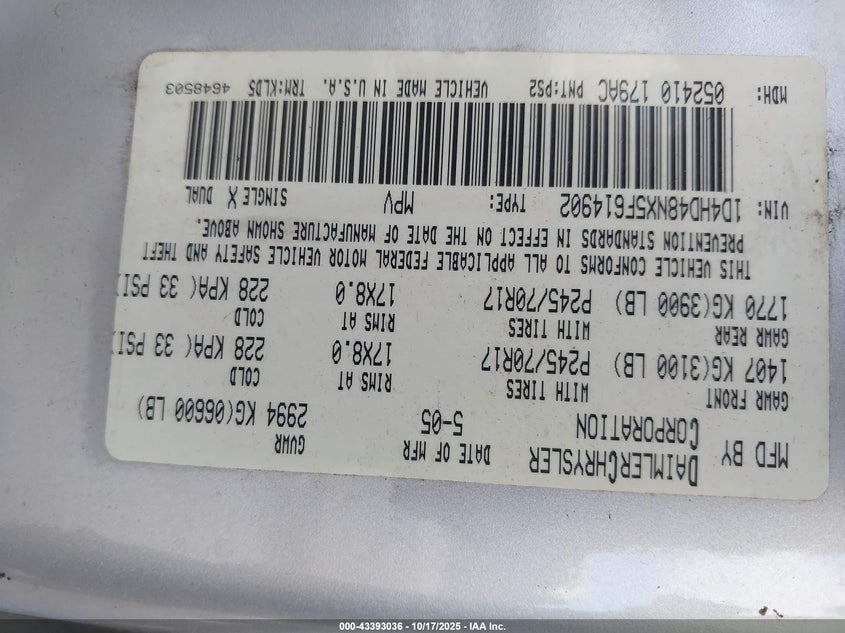 MFD BY DAIMLERCHRYSLER CORPORATION DATE OF MFR 5-05 GVWR 2994 KG(06600 LB)
GAWR FRONT WITH TIRES RIMS AT COLD
1407 KG(3100 LB) P245/70R17 17X8.0 228 KPA( 33 PSI)
GAWR REAR WITH TIRES RIMS AT COLD
1770 KG(3900 LB) P245/70R17 17X8.0 228 KPA( 33 PSI)
THIS VEHICLE CONFORMS TO ALL APPLICABLE FEDERAL MOTOR VEHICLE SAFETY AND THEFT
PREVENTION STANDARDS IN EFFECT ON THE DATE OF MANUFACTURE SHOWN ABOVE.
VIN: 1D4HD48NX5F614902 TYPE: MPV SINGLE X DUAL
MDH: 052410 179AC PNT:PS2 VEHICLE MADE IN U.S.A. TRM:KLD5 4648503
000-43393036 - 10/17/2025 - IAA Inc.